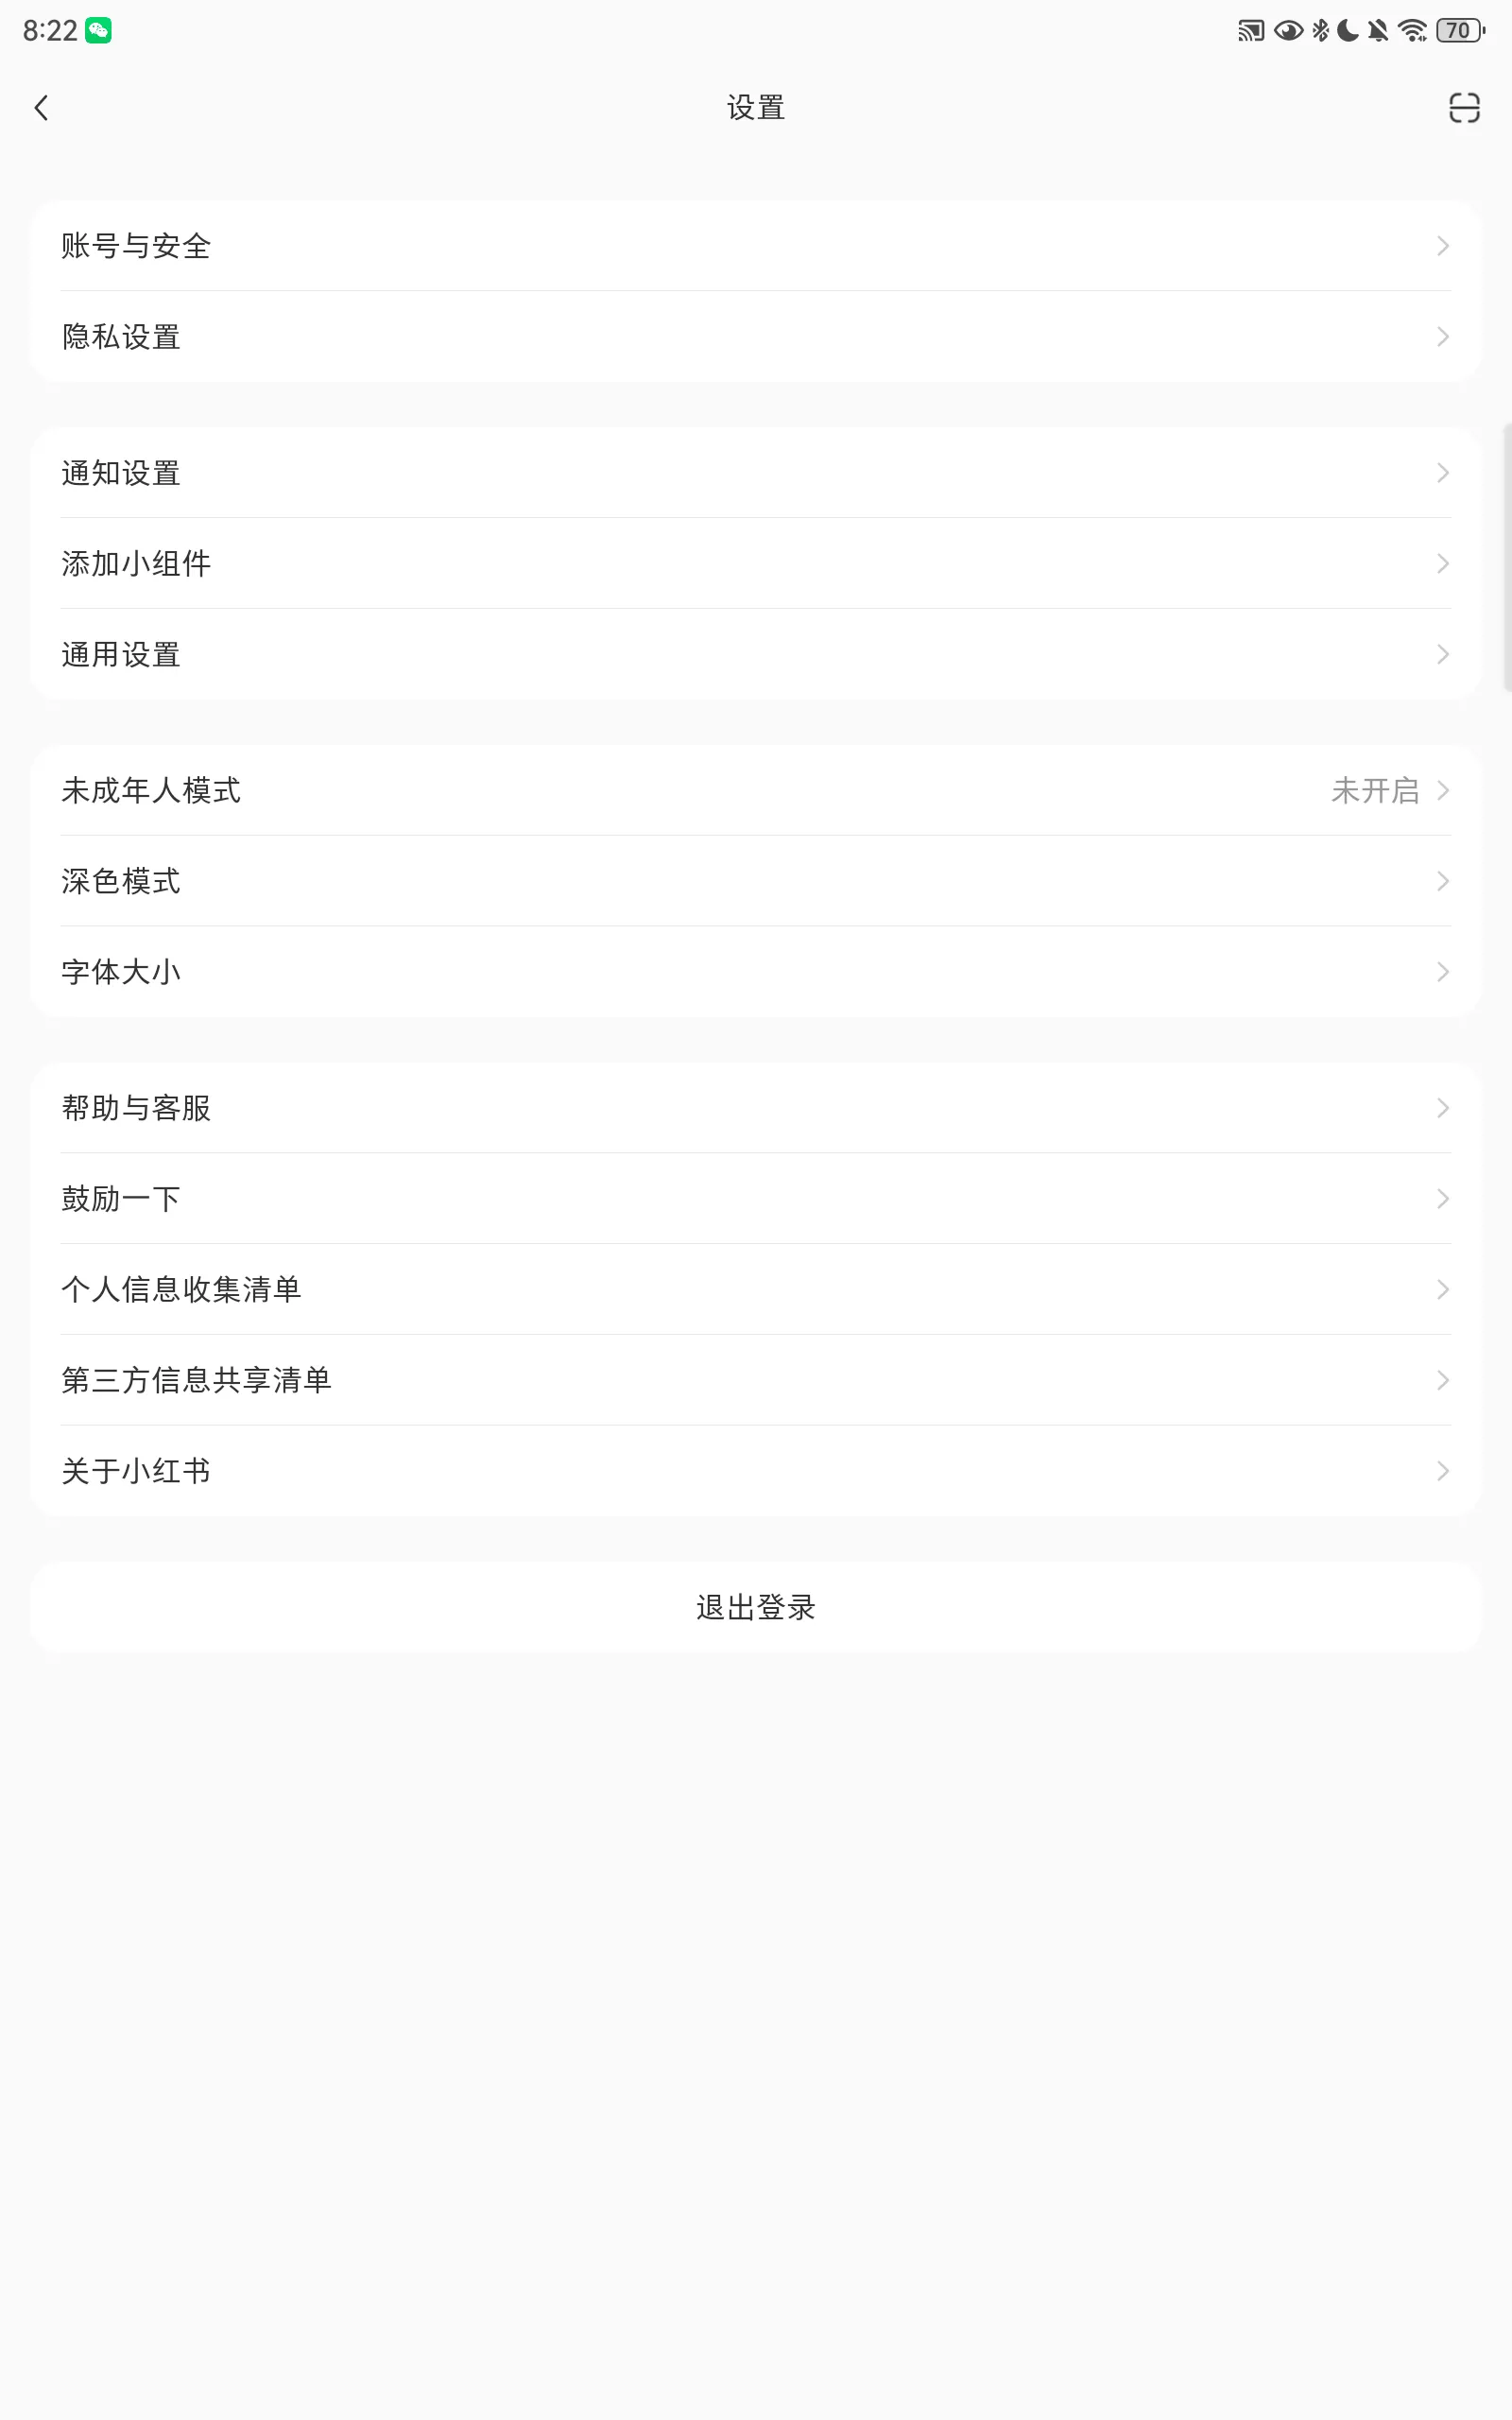 8:22
70
设置
账号与安全
隐私设置
通知设置
添加小组件
通用设置
未成年人模式 未开启
深色模式
字体大小
帮助与客服
鼓励一下
个人信息收集清单
第三方信息共享清单
关于小红书
退出登录